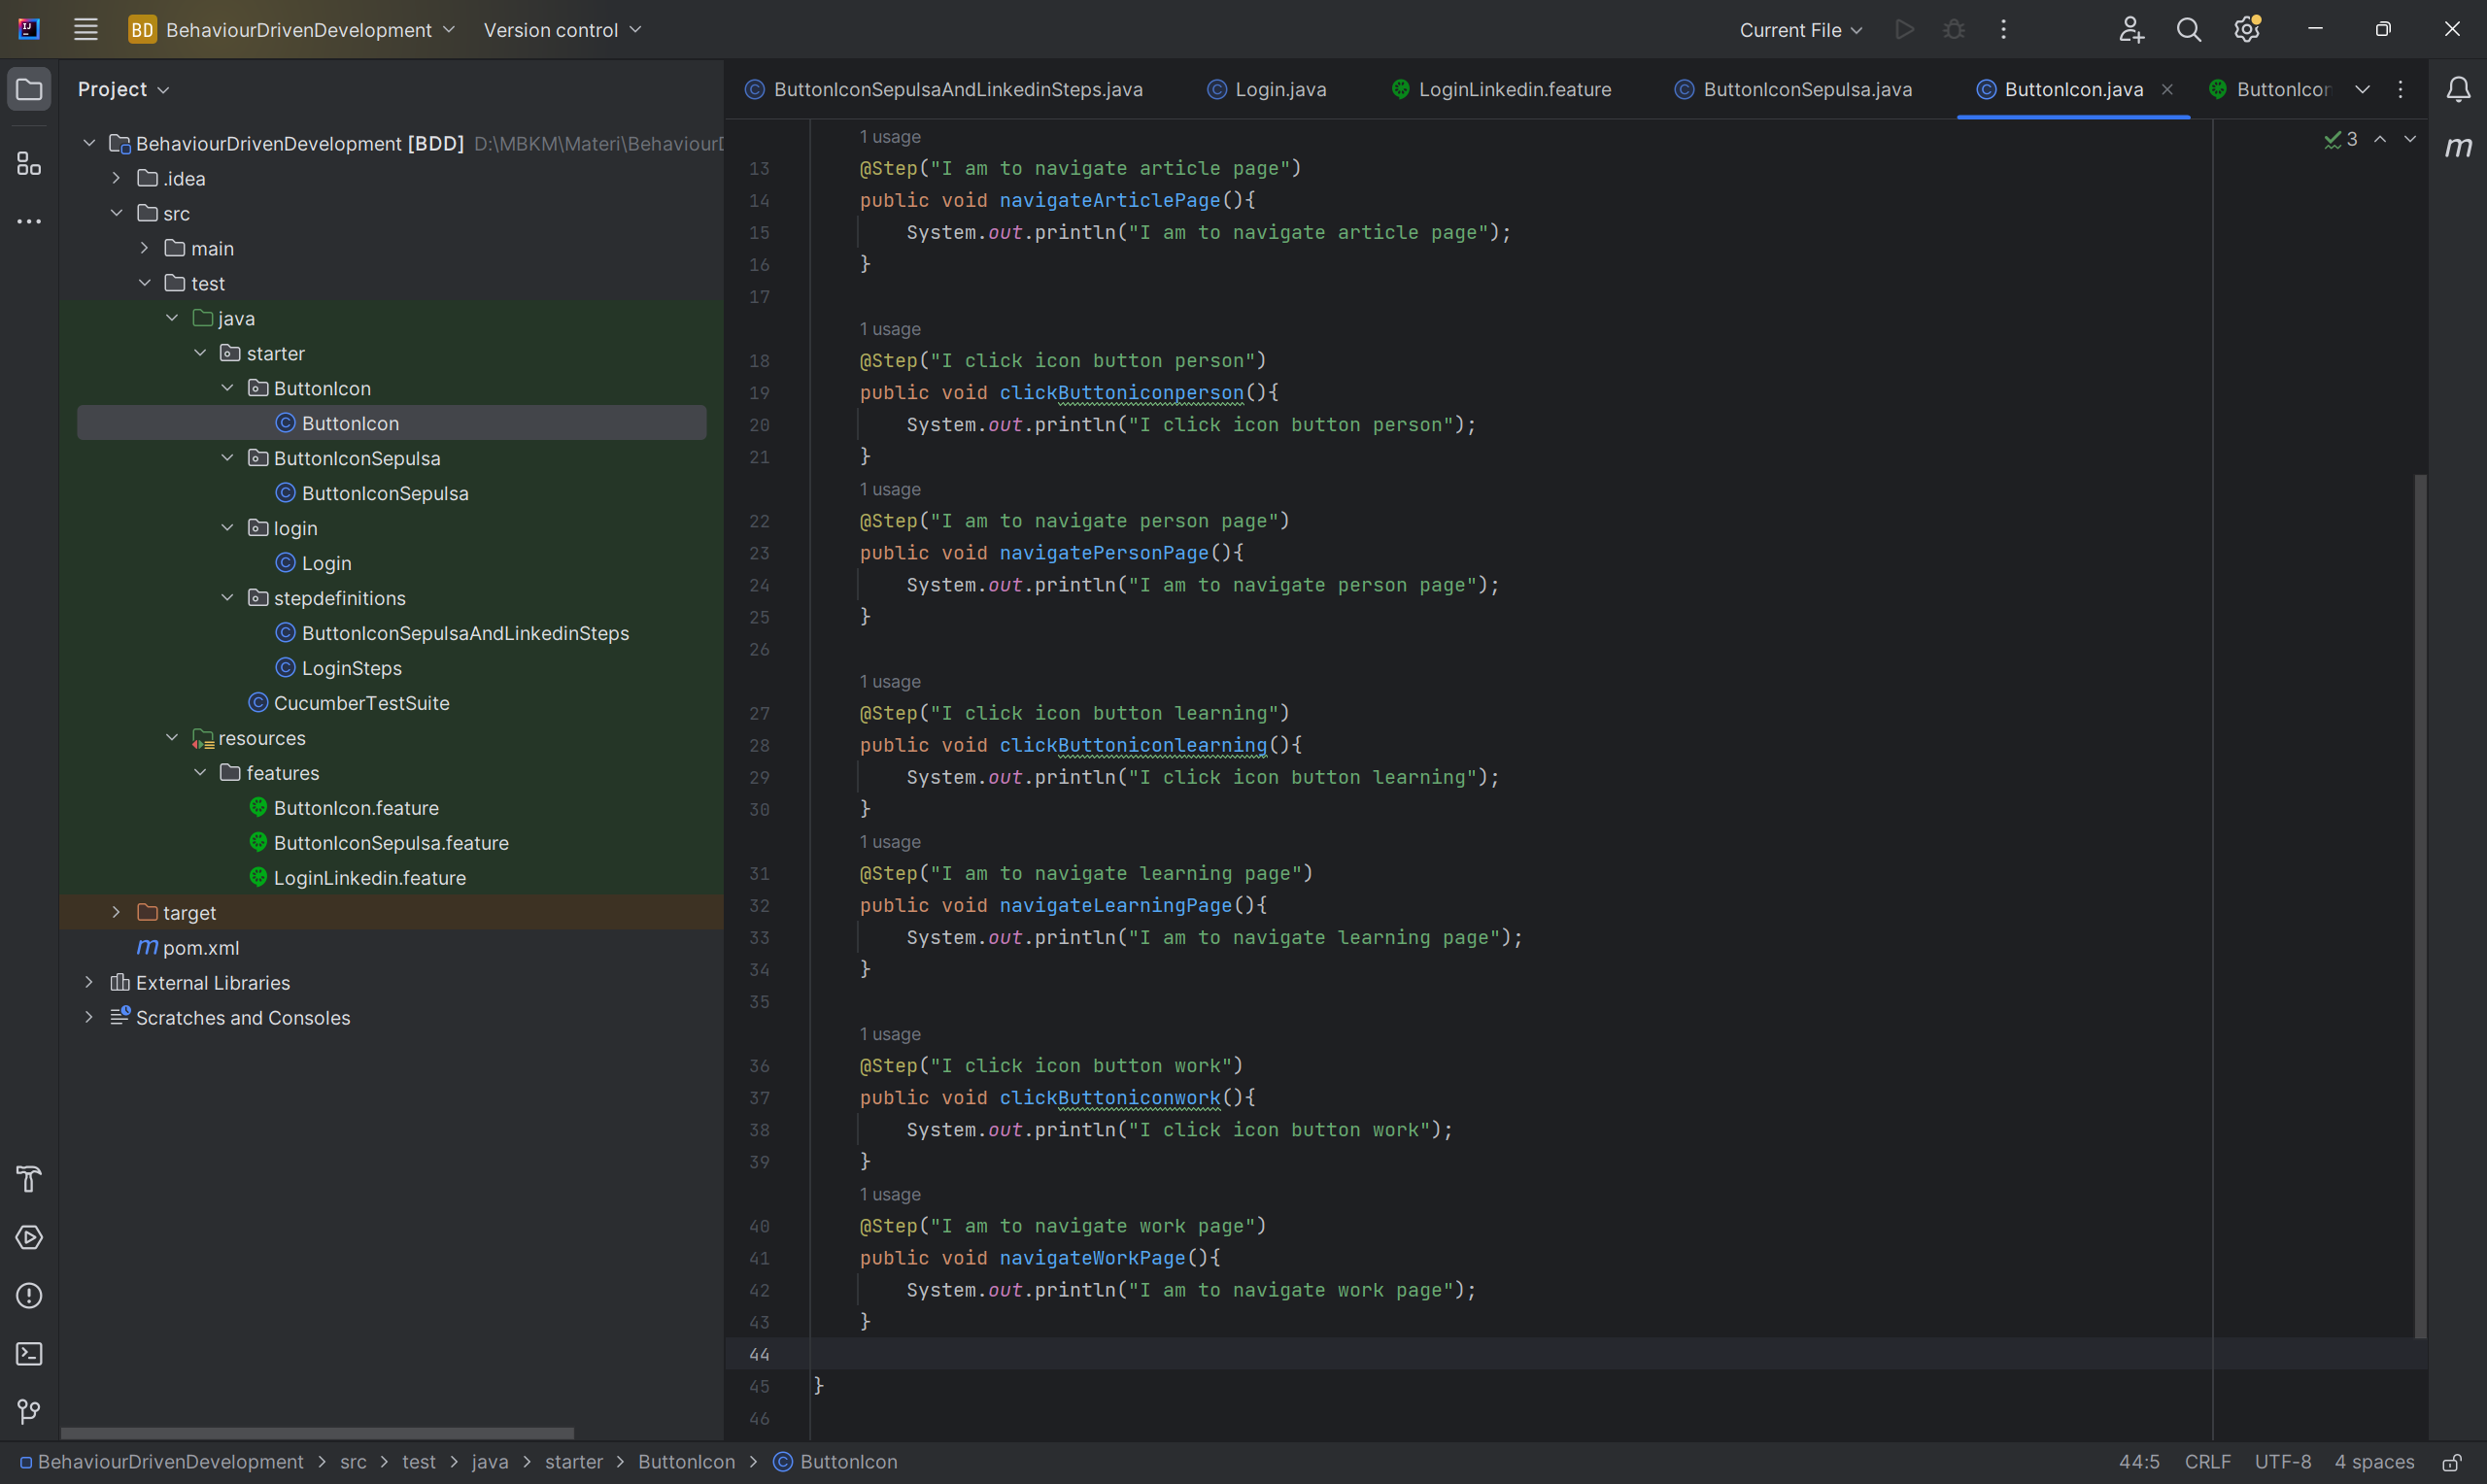 BD BehaviourDrivenDevelopment Version control Current File
Project
BehaviourDrivenDevelopment [BDD] D:\MBKM\Materi\Behaviour
.idea
src
main
test
java
starter
ButtonIcon
ButtonIcon
ButtonIconSepulsa
ButtonIconSepulsa
login
Login
stepdefinitions
ButtonIconSepulsaAndLinkedinSteps
LoginSteps
CucumberTestSuite
resources
features
ButtonIcon.feature
ButtonIconSepulsa.feature
LoginLinkedin.feature
target
pom.xml
External Libraries
Scratches and Consoles
ButtonIconSepulsaAndLinkedinSteps.java Login.java LoginLinkedin.feature ButtonIconSepulsa.java ButtonIcon.java ButtonIcon
3
1 usage
13 @Step("I am to navigate article page")
14 public void navigateArticlePage(){
15 System.out.println("I am to navigate article page");
16 }
17
1 usage
18 @Step("I click icon button person")
19 public void clickButtoniconperson(){
20 System.out.println("I click icon button person");
21 }
1 usage
22 @Step("I am to navigate person page")
23 public void navigatePersonPage(){
24 System.out.println("I am to navigate person page");
25 }
26
1 usage
27 @Step("I click icon button learning")
28 public void clickButtoniconlearning(){
29 System.out.println("I click icon button learning");
30 }
1 usage
31 @Step("I am to navigate learning page")
32 public void navigateLearningPage(){
33 System.out.println("I am to navigate learning page");
34 }
35
1 usage
36 @Step("I click icon button work")
37 public void clickButtoniconwork(){
38 System.out.println("I click icon button work");
39 }
1 usage
40 @Step("I am to navigate work page")
41 public void navigateWorkPage(){
42 System.out.println("I am to navigate work page");
43 }
44
45 }
46
BehaviourDrivenDevelopment > src > test > java > starter > ButtonIcon > ButtonIcon 44:5 CRLF UTF-8 4 spaces